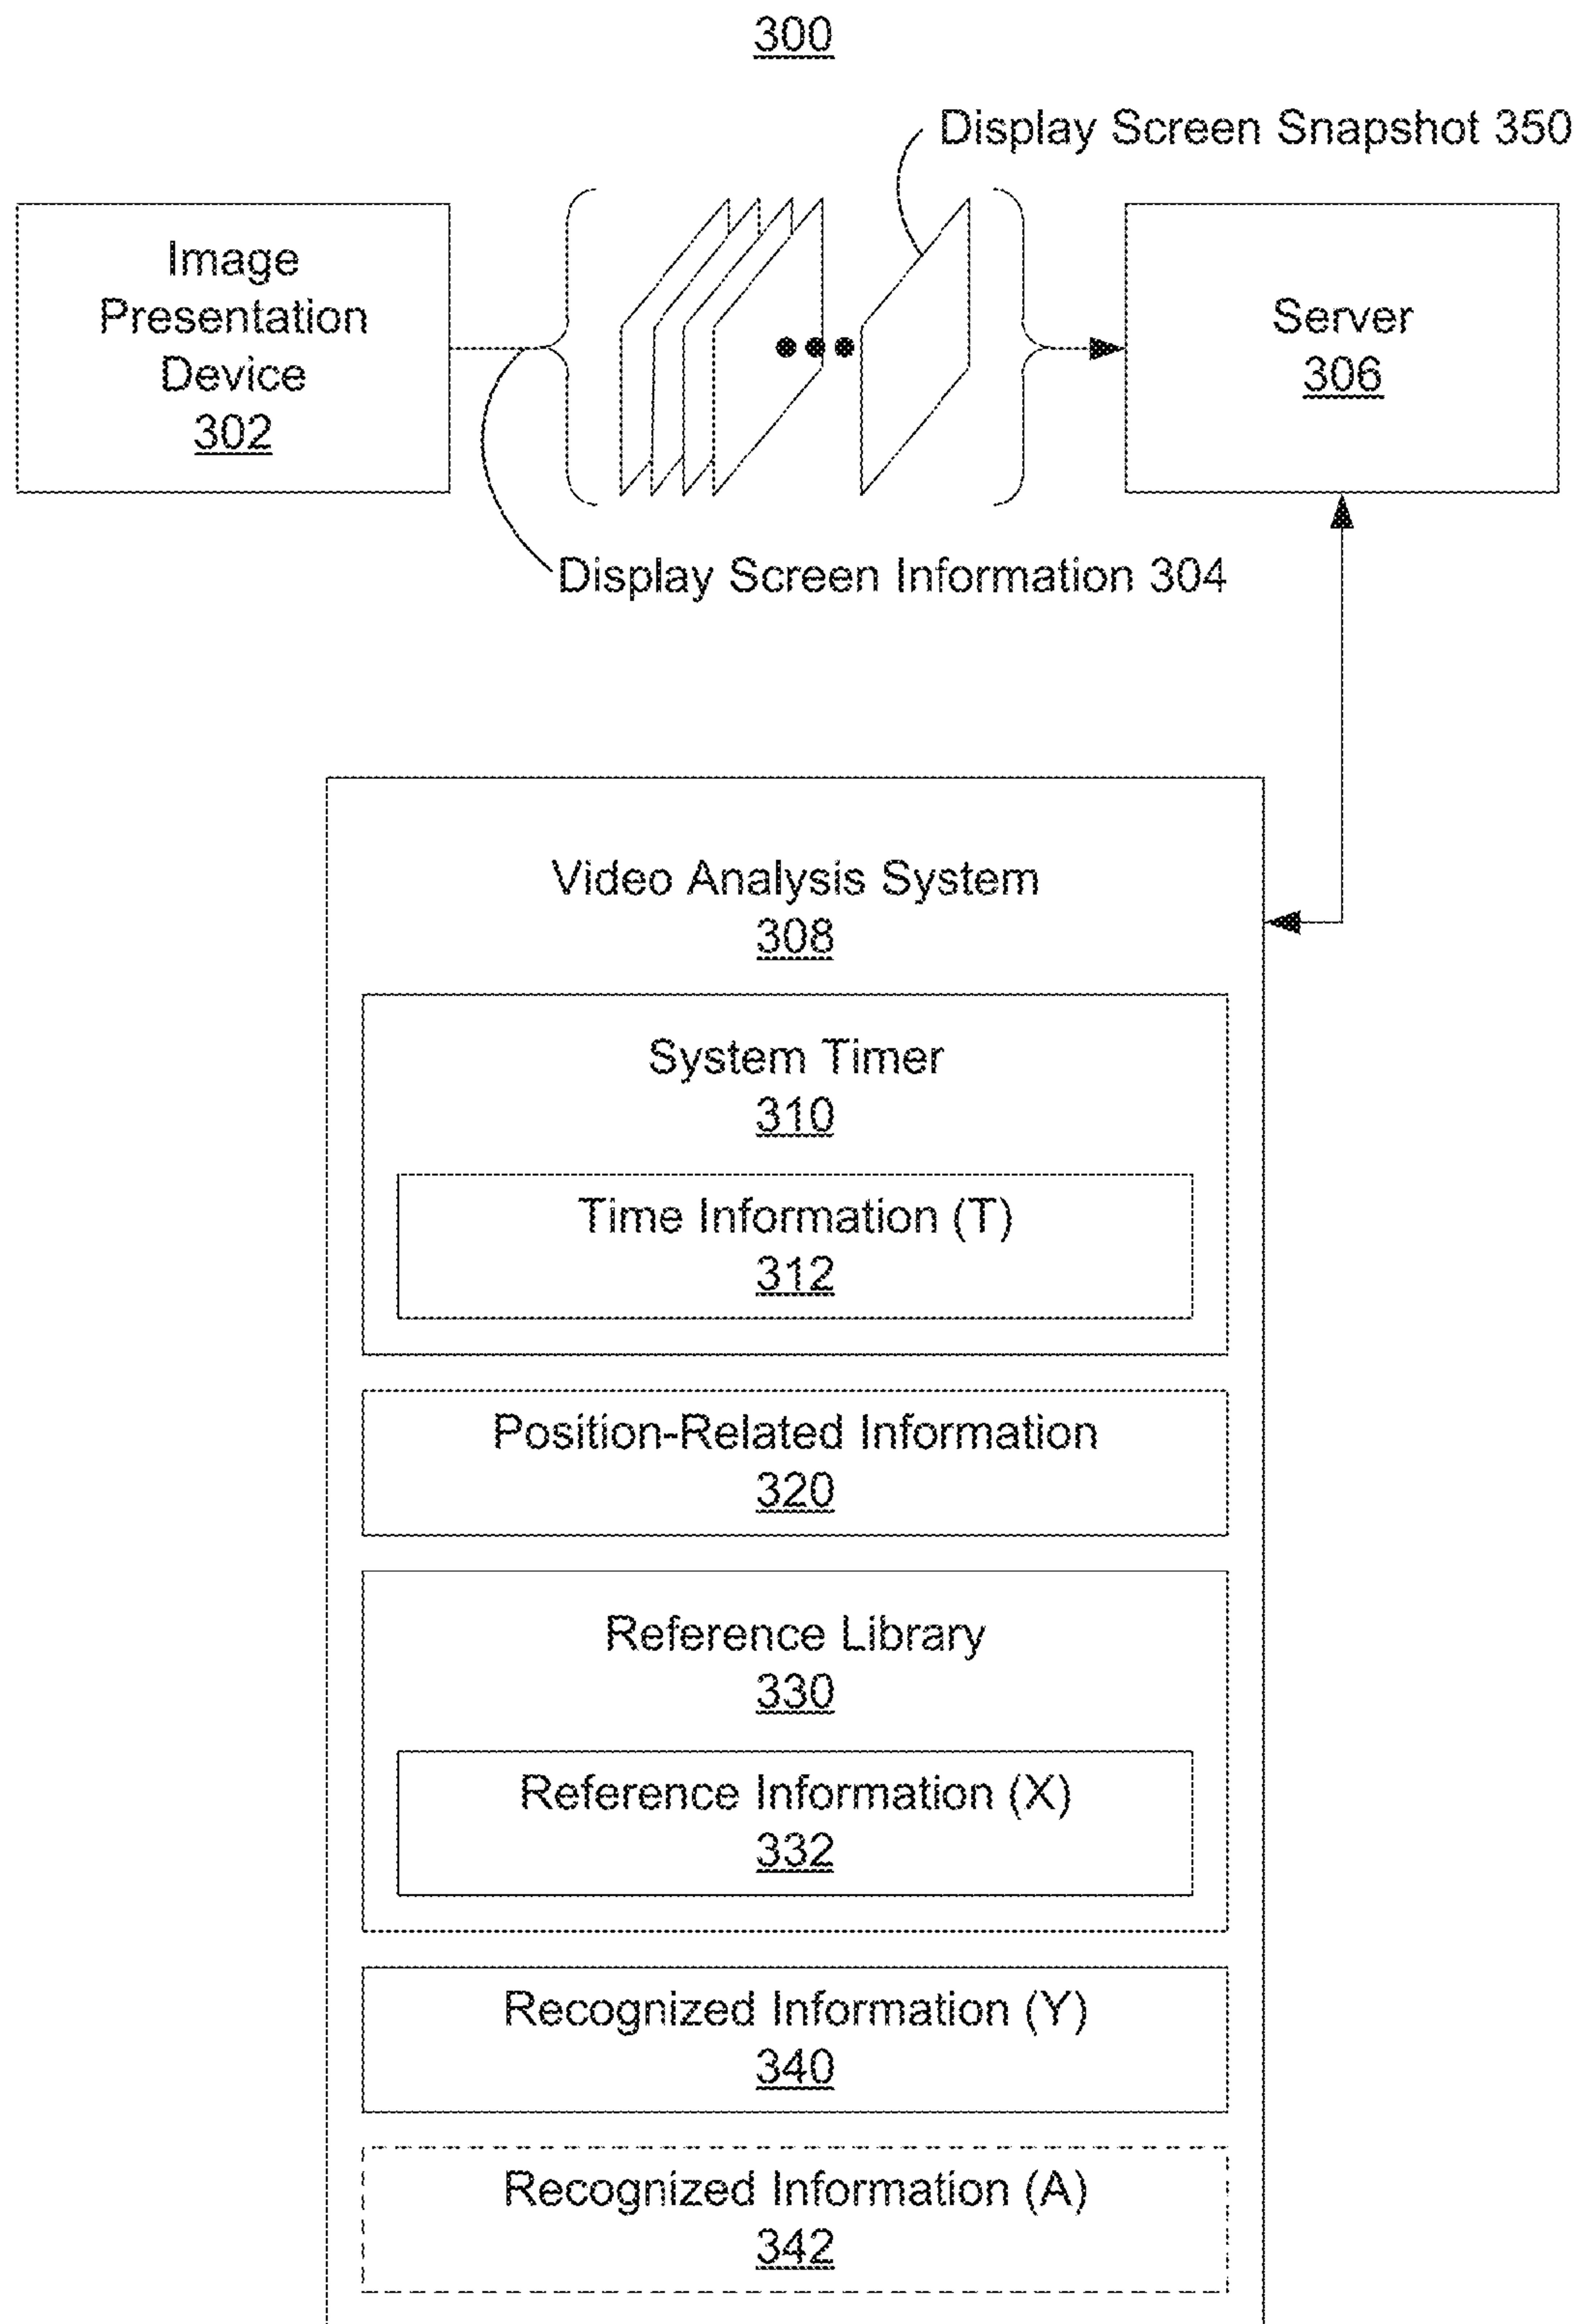 300
Display Screen Snapshot 350
Image
Presentation
Device
302
Server
306
Display Screen Information 304
Video Analysis System
308
System Timer
310
Time Information (T)
312
Position-Related Information
320
Reference Library
330
Reference Information (X)
332
Recognized Information (Y)
340
Recognized Information (A)
342